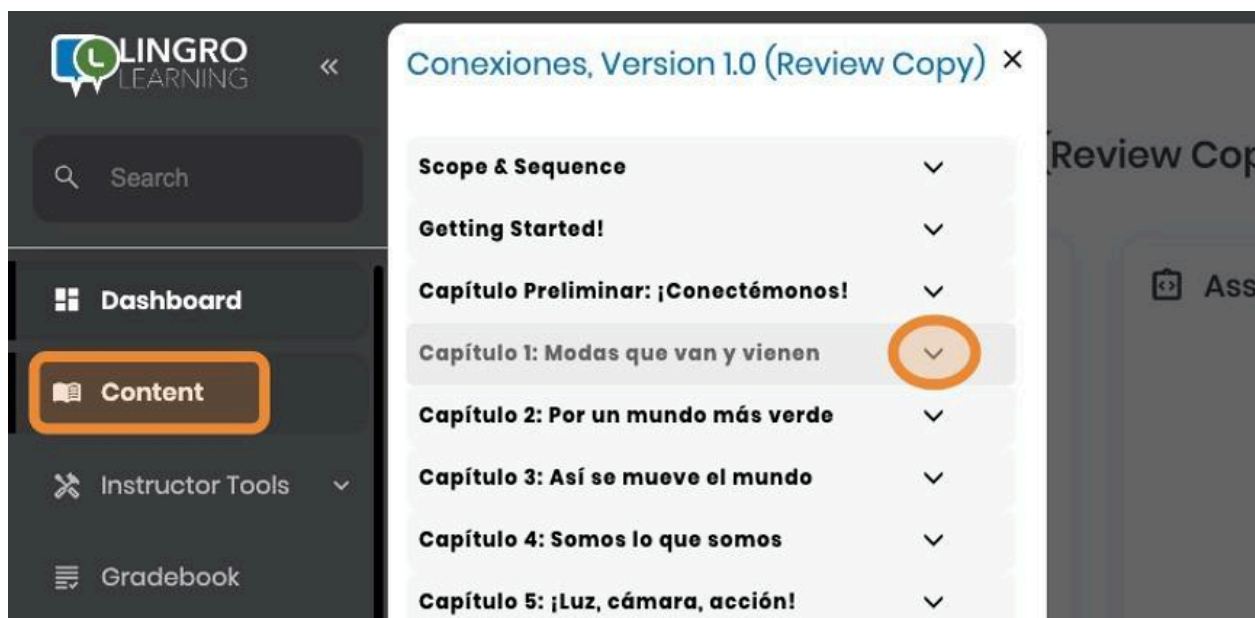 LINGRO
LEARNING
Search
Dashboard
Content
Instructor Tools
Gradebook
Conexiones, Version 1.0 (Review Copy)
Scope & Sequence
Getting Started!
Capítulo Preliminar: ¡Conectémonos!
Capítulo 1: Modas que van y vienen
Capítulo 2: Por un mundo más verde
Capítulo 3: Así se mueve el mundo
Capítulo 4: Somos lo que somos
Capítulo 5: ¡Luz, cámara, acción!
(Review Cop
Ass